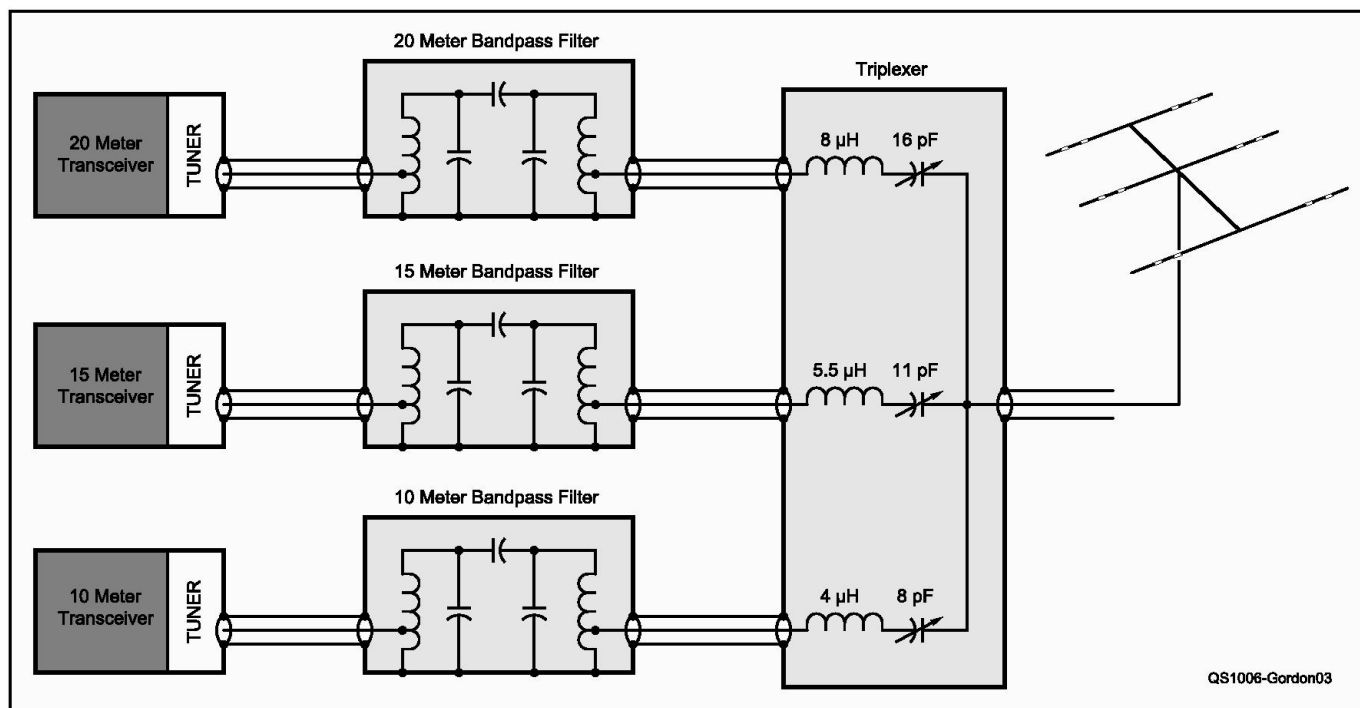 20 Meter Bandpass Filter
Triplexer
20 Meter
Transceiver
TUNER
8 µH
16 pF
15 Meter Bandpass Filter
15 Meter
Transceiver
TUNER
5.5 µH
11 pF
10 Meter Bandpass Filter
10 Meter
Transceiver
TUNER
4 µH
8 pF
QS1006-Gordon03